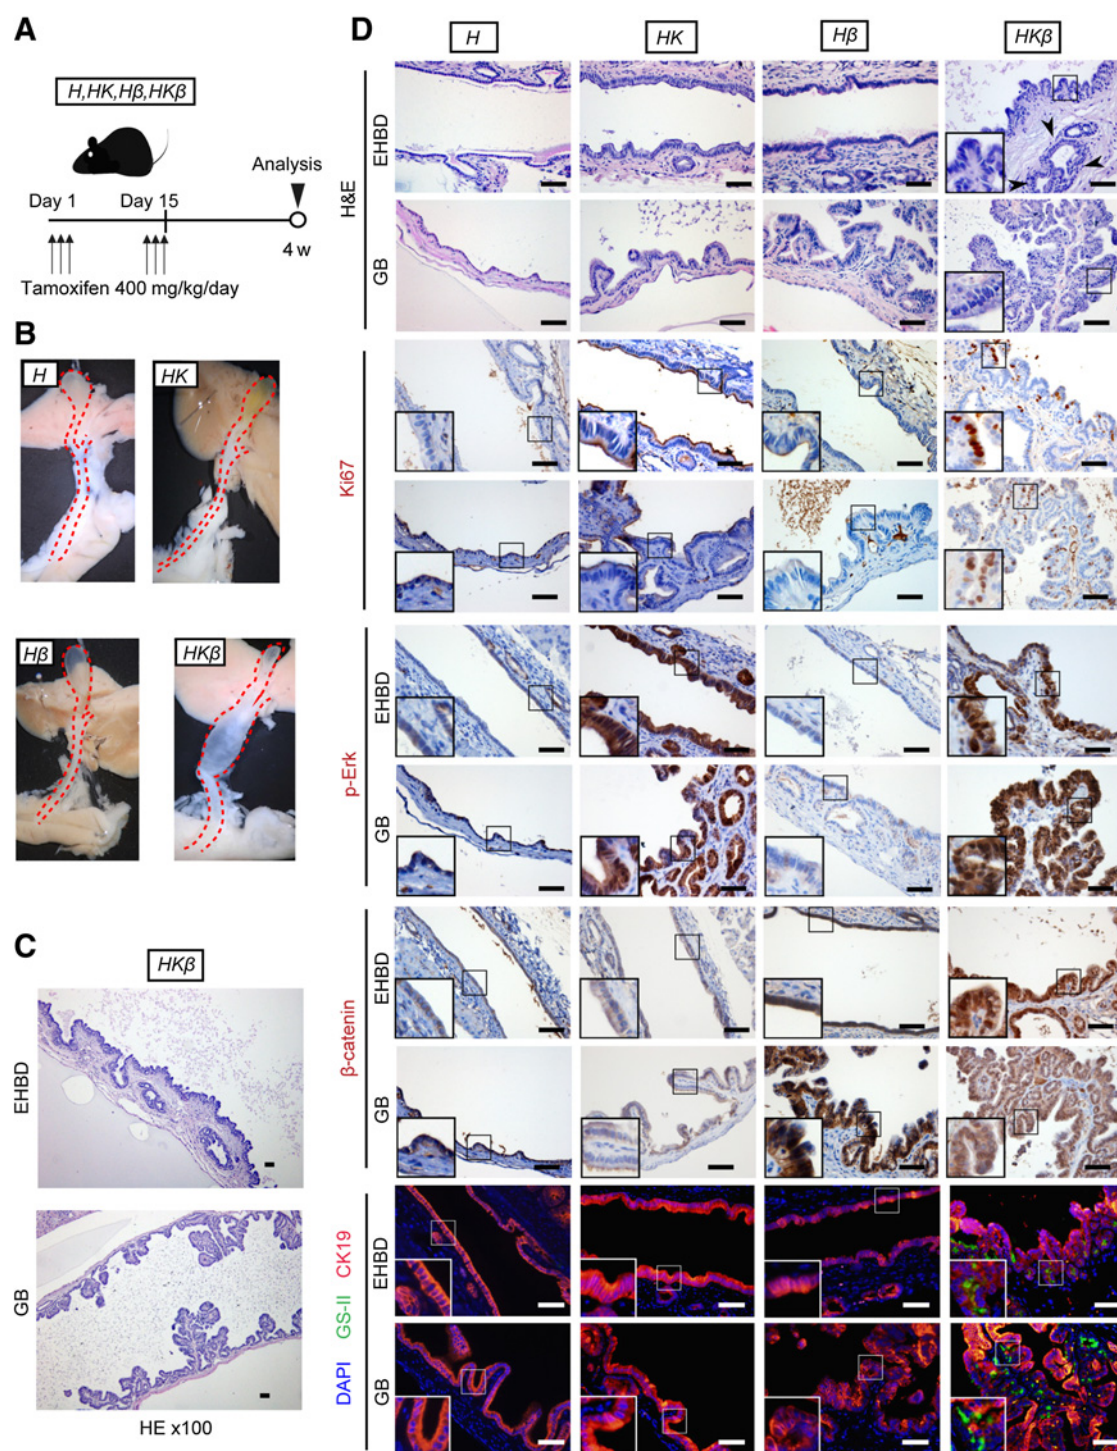 A
H,HK,Hβ,HKβ
Analysis
Day 1
Day 15
4 w
Tamoxifen 400 mg/kg/day
B
H
HK
Hβ
HKβ
C
HKβ
EHBD
GB
HE x100
D
H
HK
Hβ
HKβ
H&E
EHBD
GB
Ki67
p-Erk
EHBD
GB
β-catenin
EHBD
GB
DAPI GS-II CK19
EHBD
GB